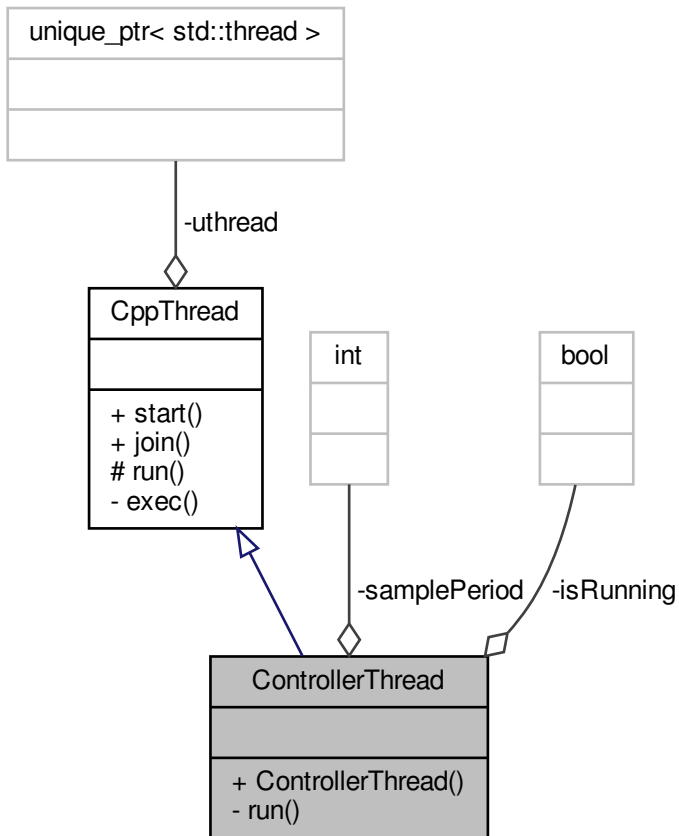 unique_ptr< std::thread >
-uthread
CppThread
+ start()
+ join()
# run()
- exec()
int
bool
-samplePeriod
-isRunning
ControllerThread
+ ControllerThread()
- run()